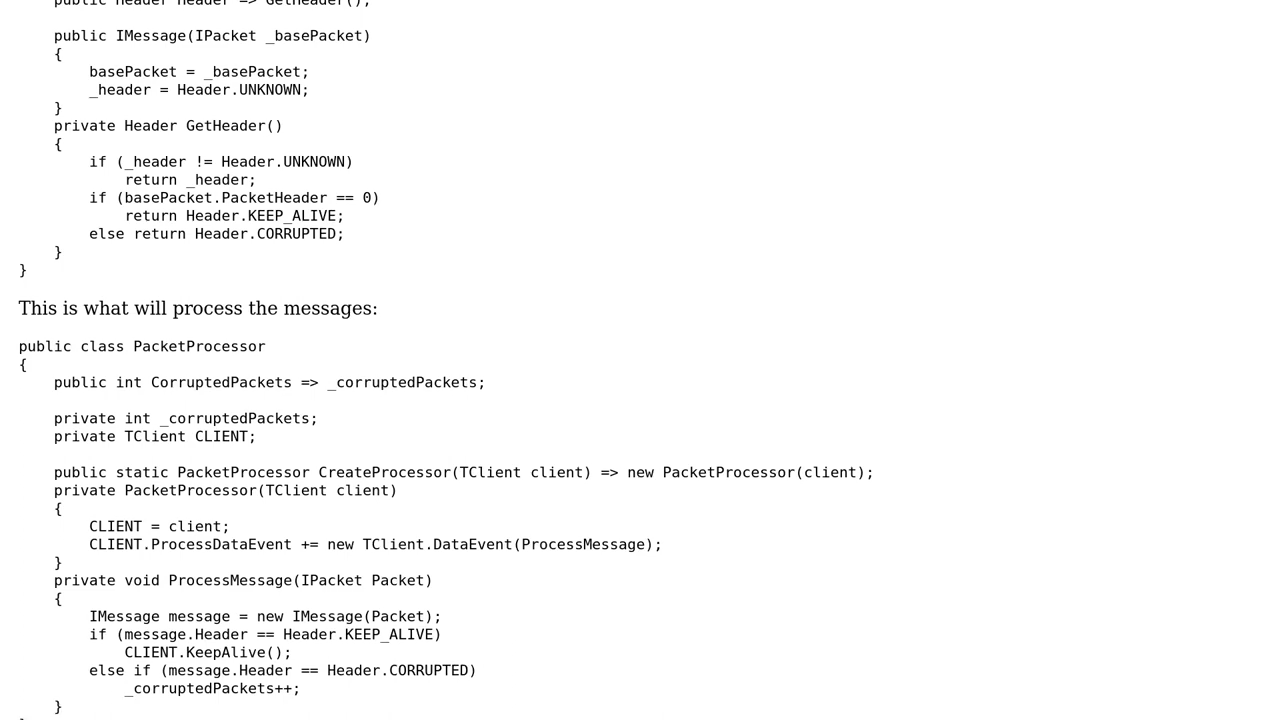 public Header Header => GetHeader();
public IMessage(IPacket _basePacket)
{
basePacket = _basePacket;
_header = Header.UNKNOWN;
}
private Header GetHeader()
{
if (_header != Header.UNKNOWN)
return _header;
if (basePacket.PacketHeader == 0)
return Header.KEEP_ALIVE;
else return Header.CORRUPTED;
}
}
This is what will process the messages:
public class PacketProcessor
{
public int CorruptedPackets => _corruptedPackets;
private int _corruptedPackets;
private TClient CLIENT;
public static PacketProcessor CreateProcessor(TClient client) => new PacketProcessor(client);
private PacketProcessor(TClient client)
{
CLIENT = client;
CLIENT.ProcessDataEvent += new TClient.DataEvent(ProcessMessage);
}
private void ProcessMessage(IPacket Packet)
{
IMessage message = new IMessage(Packet);
if (message.Header == Header.KEEP_ALIVE)
CLIENT.KeepAlive();
else if (message.Header == Header.CORRUPTED)
_corruptedPackets++;
}